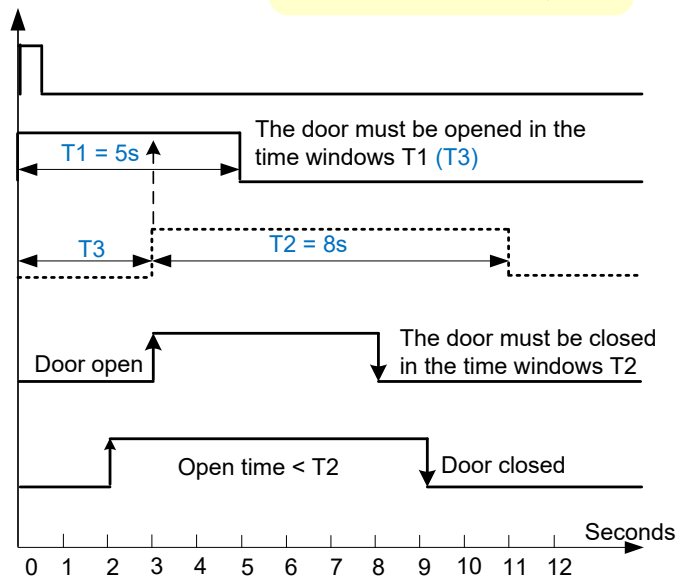 The door must be opened in the
time windows T1 (T3)
T1 = 5s
T3
T2 = 8s
Door open
The door must be closed
in the time windows T2
Open time < T2
Door closed
Seconds
0 1 2 3 4 5 6 7 8 9 10 11 12